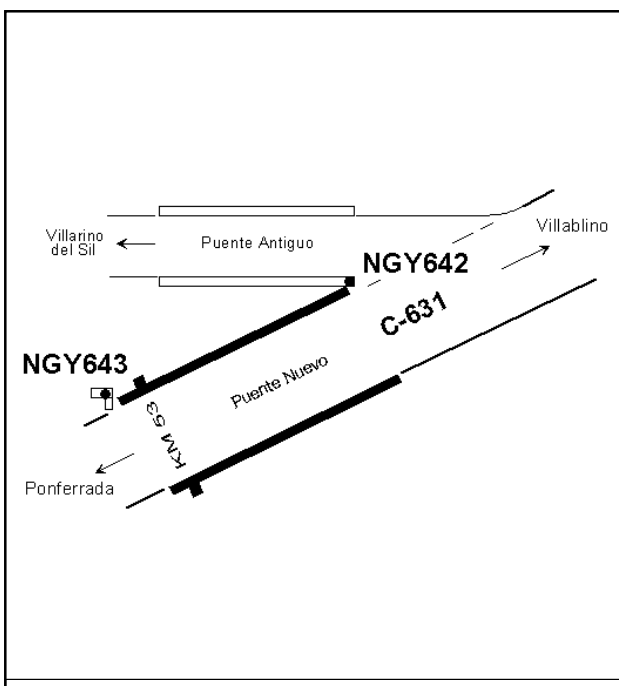 Villablino
Villarino
del Sil
Puente Antiguo
NGY642
C-631
NGY643
Puente Nuevo
KM 53
Ponferrada